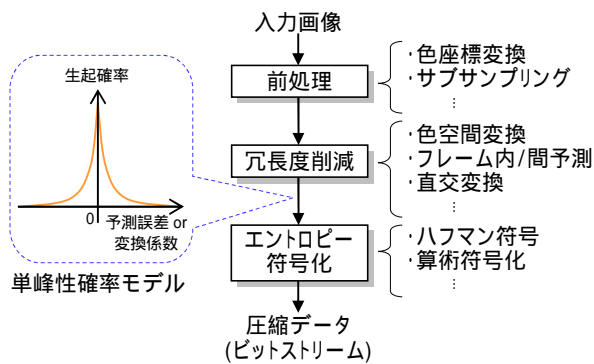 入力画像
前処理
・色座標変換
・サブサンプリング
…
冗長度削減
・色空間変換
・フレーム内/間予測
・直交変換
…
エントロピー
符号化
・ハフマン符号
・算術符号化
…
圧縮データ
(ビットストリーム)
生起確率
0
予測誤差 or
変換係数
単峰性確率モデル